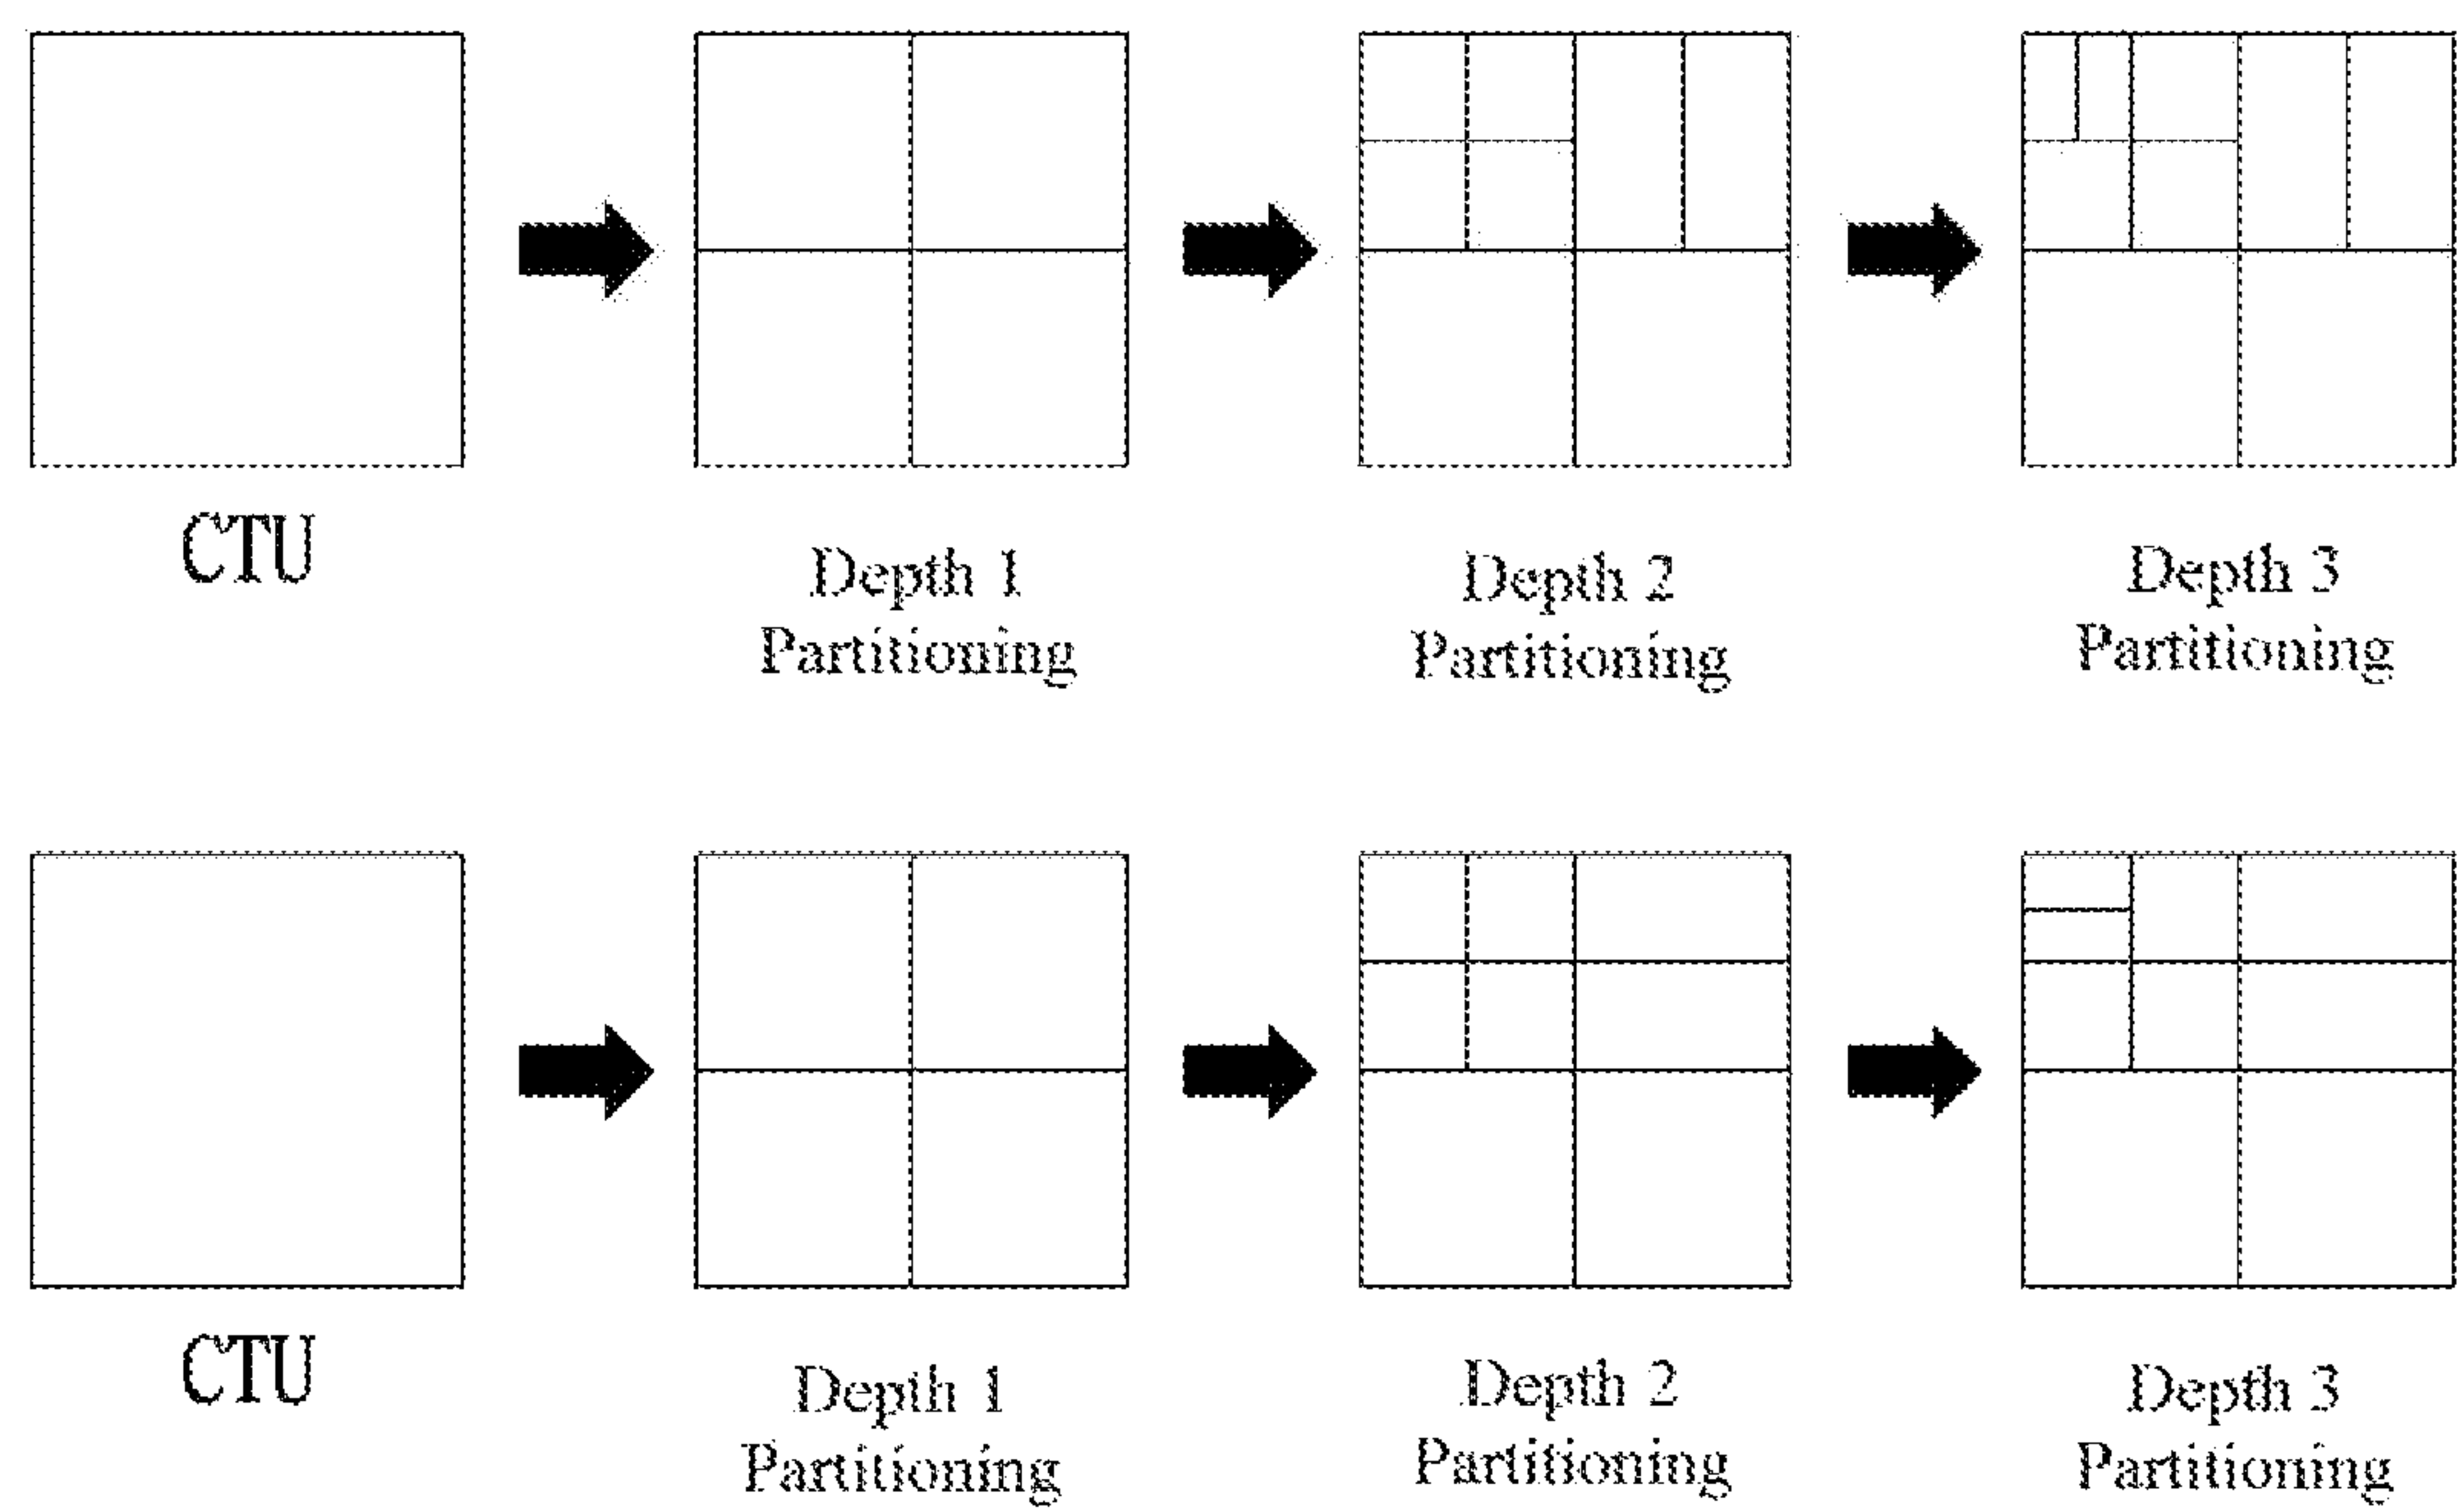 CTU
Depth 1
Partitioning
Depth 2
Partitioning
Depth 3
Partitioning
CTU
Depth 1
Partitioning
Depth 2
Partitioning
Depth 3
Partitioning